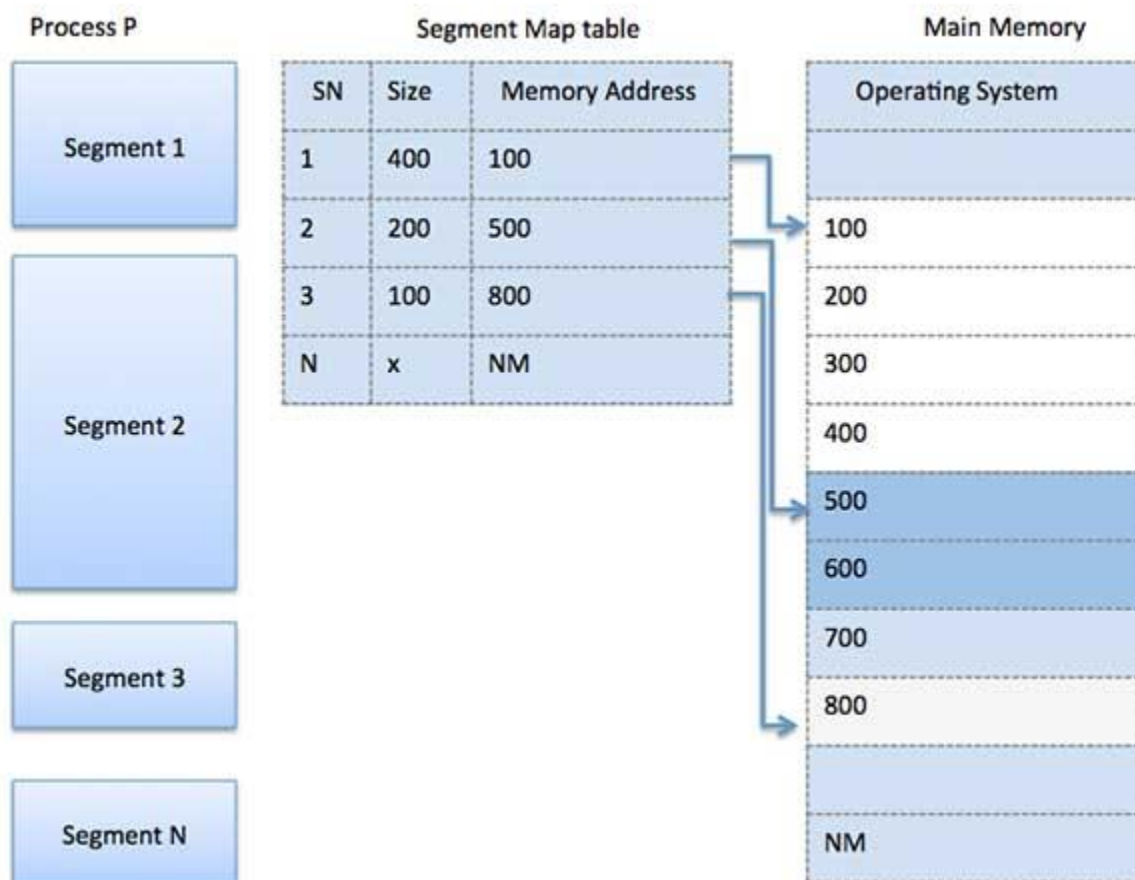 Process P
Segment 1
Segment 2
Segment 3
Segment N
Segment Map table
SN Size Memory Address
1 400 100
2 200 500
3 100 800
N x NM
Main Memory
Operating System
100
200
300
400
500
600
700
800
NM